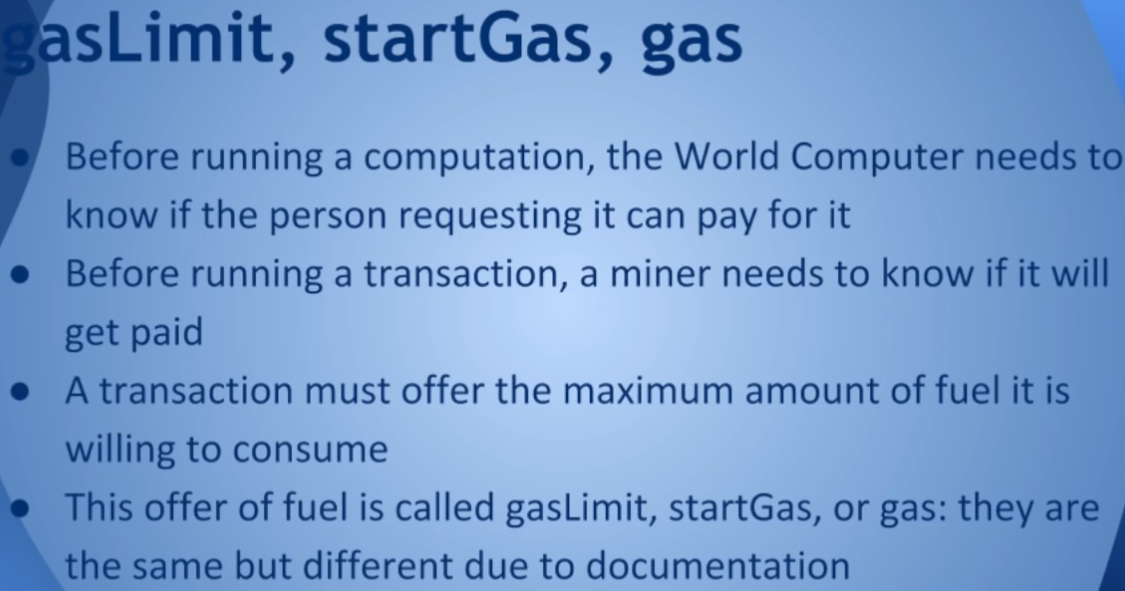 gasLimit, startGas, gas
● Before running a computation, the World Computer needs to
know if the person requesting it can pay for it
● Before running a transaction, a miner needs to know if it will
get paid
● A transaction must offer the maximum amount of fuel it is
willing to consume
● This offer of fuel is called gasLimit, startGas, or gas: they are
the same but different due to documentation